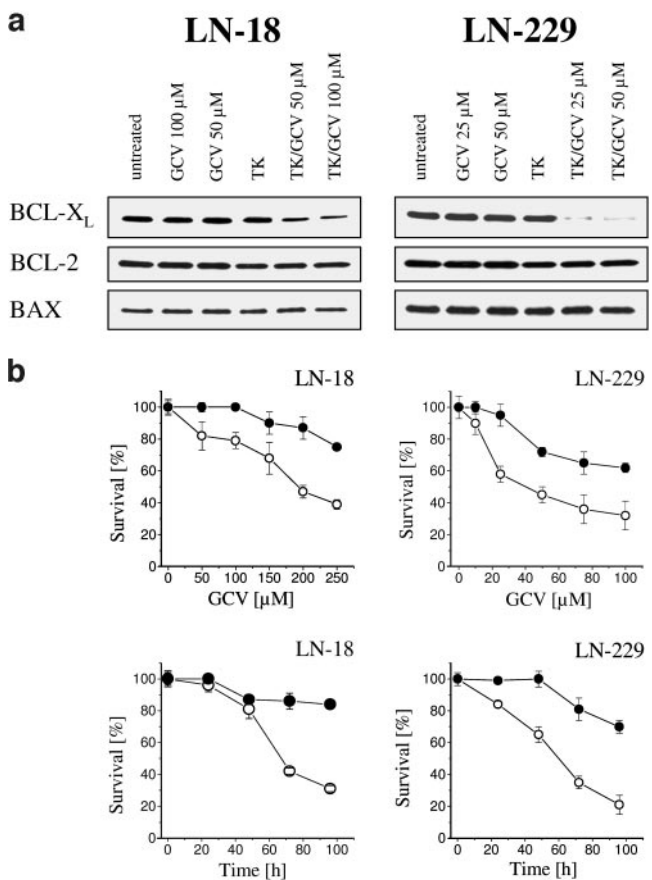 a
LN-18
LN-229
untreated
GCV 100 µM
GCV 50 µM
TK
TK/GCV 50 µM
TK/GCV 100 µM
untreated
GCV 25 µM
GCV 50 µM
TK
TK/GCV 25 µM
TK/GCV 50 µM
BCL-XL
BCL-2
BAX
b
LN-18
100
80
60
40
20
0
Survival [%]
0 50 100 150 200 250
GCV [µM]
LN-229
100
80
60
40
20
0
Survival [%]
0 20 40 60 80 100
GCV [µM]
LN-18
100
80
60
40
20
0
Survival [%]
0 20 40 60 80 100
Time [h]
LN-229
100
80
60
40
20
0
Survival [%]
0 20 40 60 80 100
Time [h]